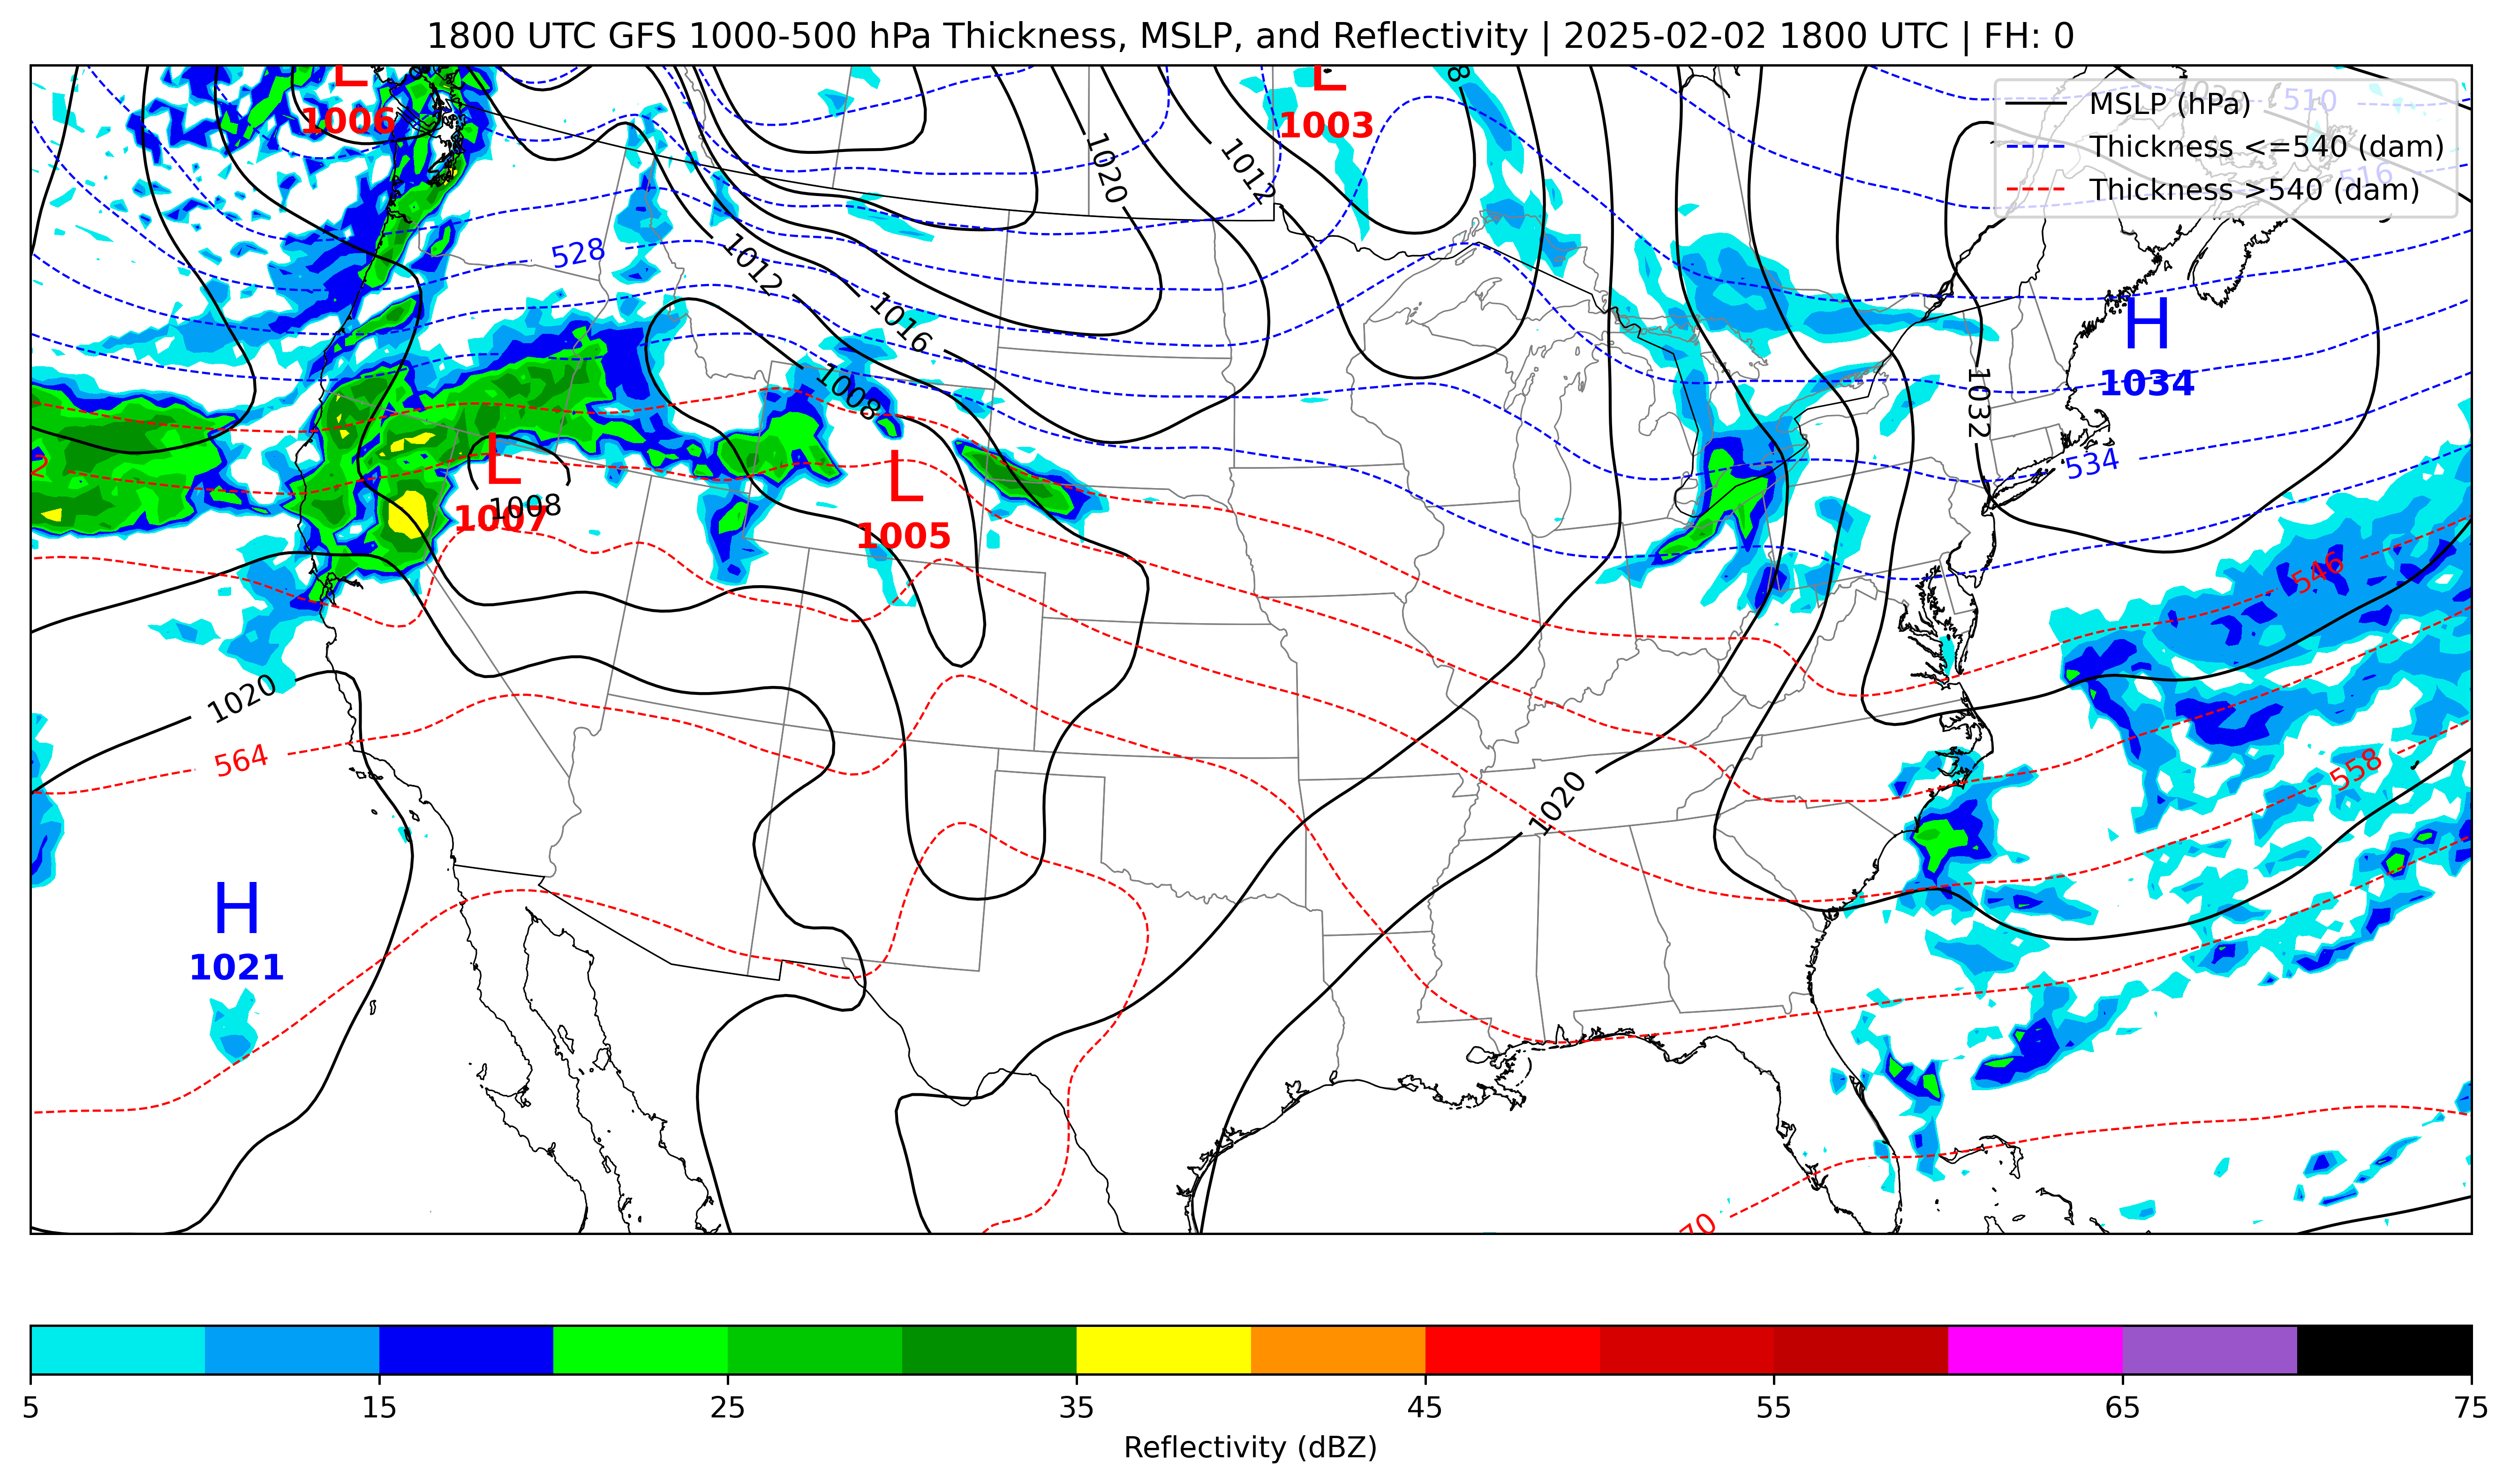 1800 UTC GFS 1000-500 hPa Thickness, MSLP, and Reflectivity | 2025-02-02 1800 UTC | FH: 0
MSLP (hPa)
Thickness <=540 (dam)
Thickness >540 (dam)
510
516
L
1006
L
1003
8
1020
1012
528
1012
1016
1008
H
1034
1032
534
L
1007
1008
L
1005
2
546
1020
564
558
1020
H
1021
70
5 15 25 35 45 55 65 75
Reflectivity (dBZ)